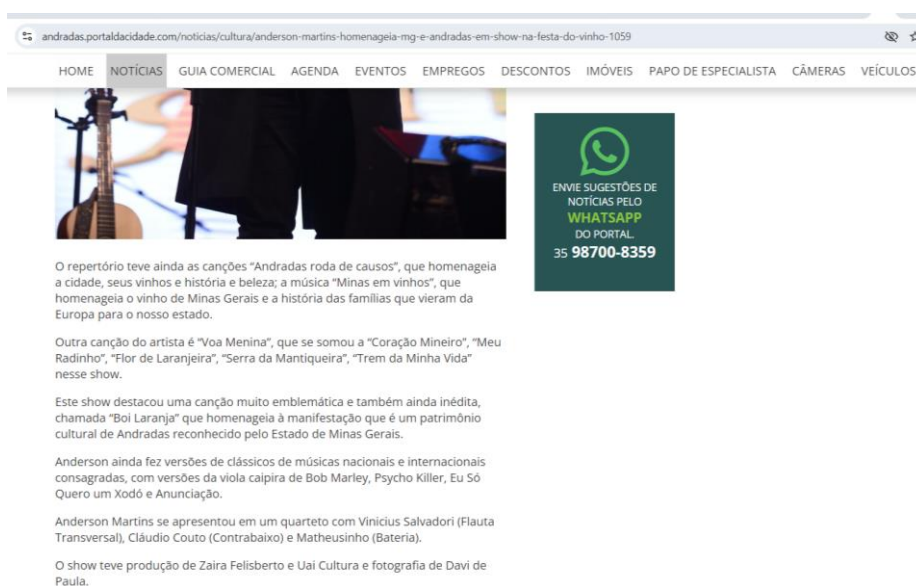 andradas.portaldacidade.com/noticias/cultura/anderson-martins-homenageia-mg-e-andradas-em-show-na-festa-do-vinho-1059
HOME NOTÍCIAS GUIA COMERCIAL AGENDA EVENTOS EMPREGOS DESCONTOS IMÓVEIS PAPO DE ESPECIALISTA CÂMERAS VEÍCULOS
ENVIE SUGESTÕES DE
NOTÍCIAS PELO
WHATSAPP
DO PORTAL.
35 98700-8359
O repertório teve ainda as canções “Andradas roda de causos”, que homenageia
a cidade, seus vinhos e história e beleza; a música “Minas em vinhos”, que
homenageia o vinho de Minas Gerais e a história das famílias que vieram da
Europa para o nosso estado.
Outra canção do artista é “Voa Menina”, que se somou a “Coração Mineiro”, “Meu
Radinho”, “Flor de Laranjeira”, “Serra da Mantiqueira”, “Trem da Minha Vida”
nesse show.
Este show destacou uma canção muito emblemática e também ainda inédita,
chamada “Boi Laranja” que homenageia à manifestação que é um patrimônio
cultural de Andradas reconhecido pelo Estado de Minas Gerais.
Anderson ainda fez versões de clássicos de músicas nacionais e internacionais
consagradas, com versões da viola caipira de Bob Marley, Psycho Killer, Eu Só
Quero um Xodó e Anunciação.
Anderson Martins se apresentou em um quarteto com Vinicius Salvadori (Flauta
Transversal), Cláudio Couto (Contrabaixo) e Matheusinho (Bateria).
O show teve produção de Zaira Felisberto e Uai Cultura e fotografia de Davi de
Paula.